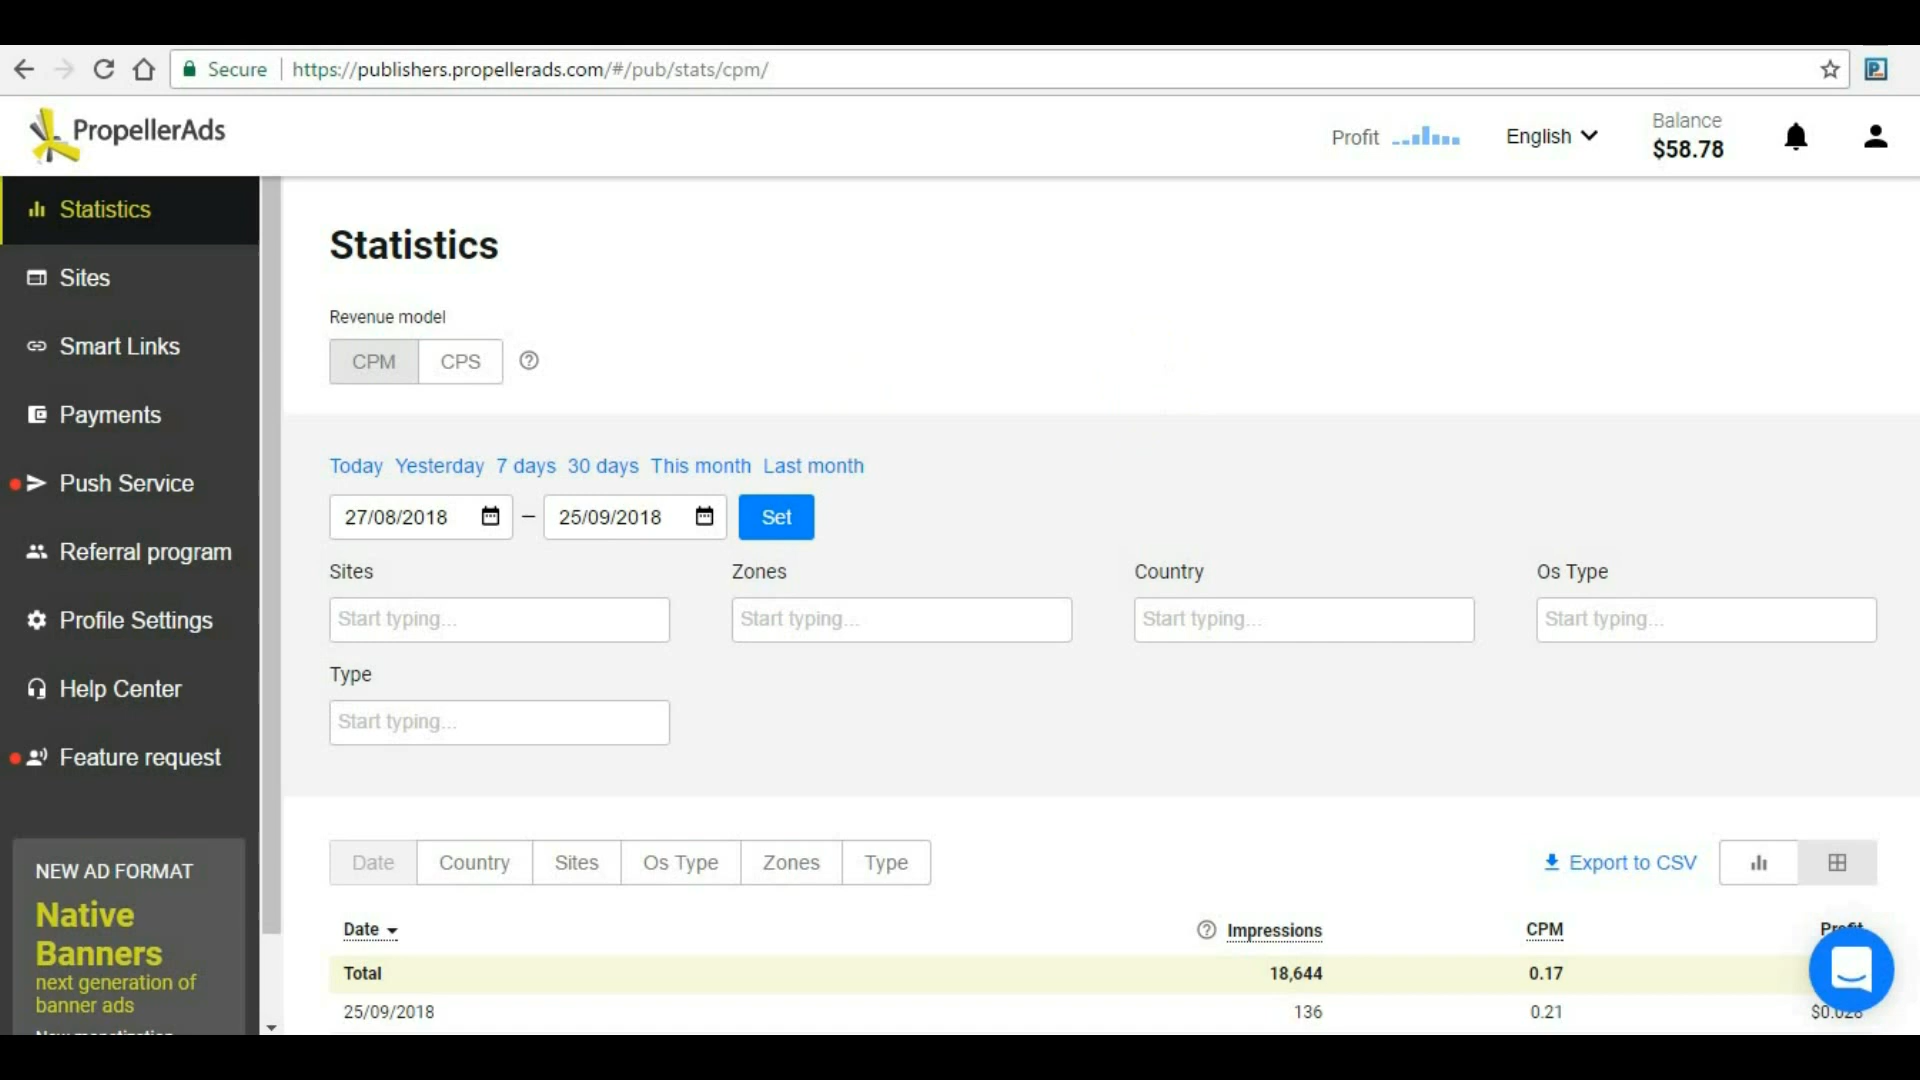 Secure https://publishers.propellerads.com/#/pub/stats/cpm/
PropellerAds
Profit
English
Balance
$58.78
Statistics
Sites
Smart Links
Payments
Push Service
Referral program
Profile Settings
Help Center
Feature request
NEW AD FORMAT
Native
Banners
next generation of
banner ads
Statistics
Revenue model
CPM CPS
Today Yesterday 7 days 30 days This month Last month
27/08/2018 – 25/09/2018 Set
Sites Zones Country Os Type
Start typing... Start typing... Start typing... Start typing...
Type
Start typing...
Date Country Sites Os Type Zones Type Export to CSV
Date Impressions CPM Profit
Total 18,644 0.17
25/09/2018 136 0.21 $0.028